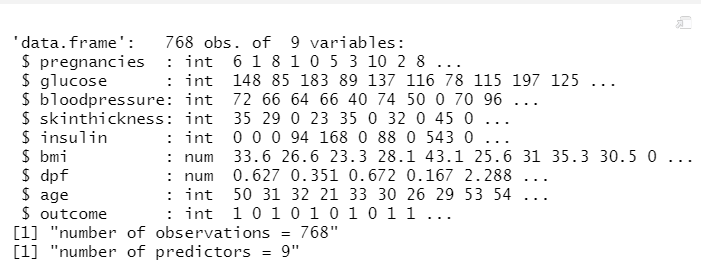 'data.frame':   768 obs. of  9 variables:
 $ pregnancies  : int  6 1 8 1 0 5 3 10 2 8 ...
 $ glucose      : int  148 85 183 89 137 116 78 115 197 125 ...
 $ bloodpressure: int  72 66 64 66 40 74 50 0 70 96 ...
 $ skinthickness: int  35 29 0 23 35 0 32 0 45 0 ...
 $ insulin      : int  0 0 0 94 168 0 88 0 543 0 ...
 $ bmi          : num  33.6 26.6 23.3 28.1 43.1 25.6 31 35.3 30.5 0 ...
 $ dpf          : num  0.627 0.351 0.672 0.167 2.288 ...
 $ age          : int  50 31 32 21 33 30 26 29 53 54 ...
 $ outcome      : int  1 0 1 0 1 0 1 0 1 1 ...
[1] "number of observations = 768"
[1] "number of predictors = 9"